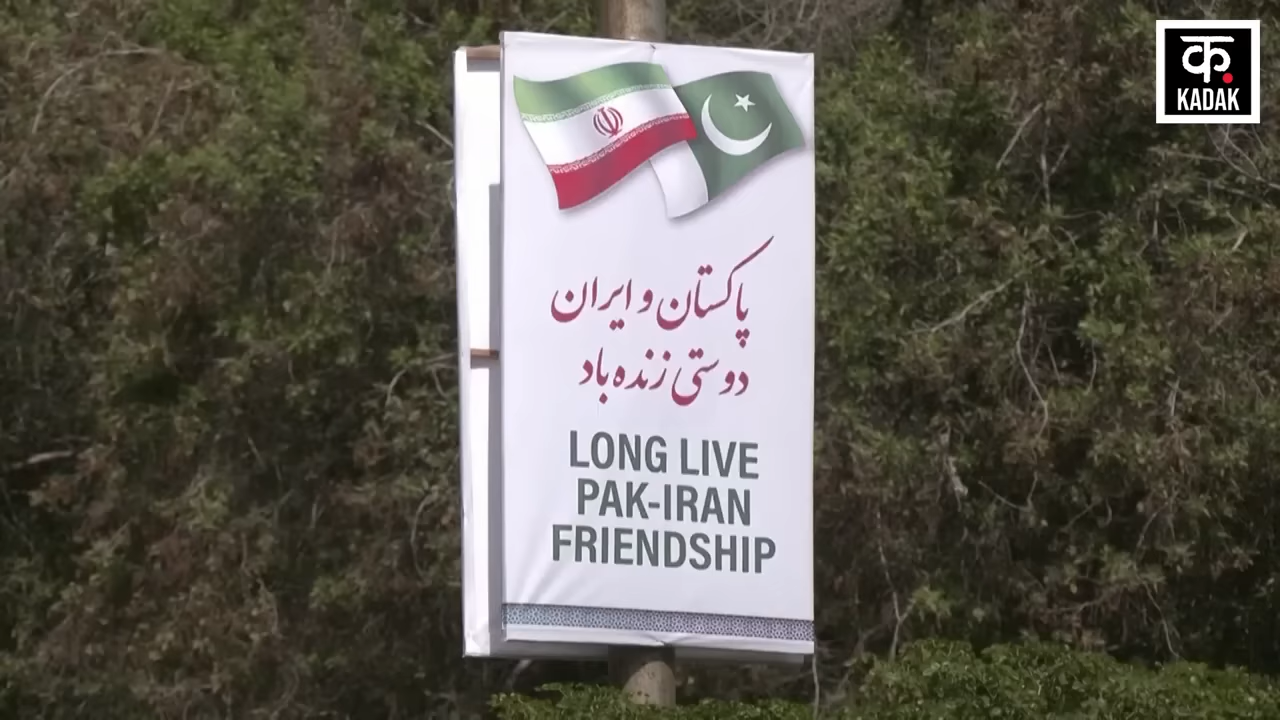 پاکستان و ایران
دوستی زنده باد
LONG LIVE
PAK-IRAN
FRIENDSHIP
क.
KADAK